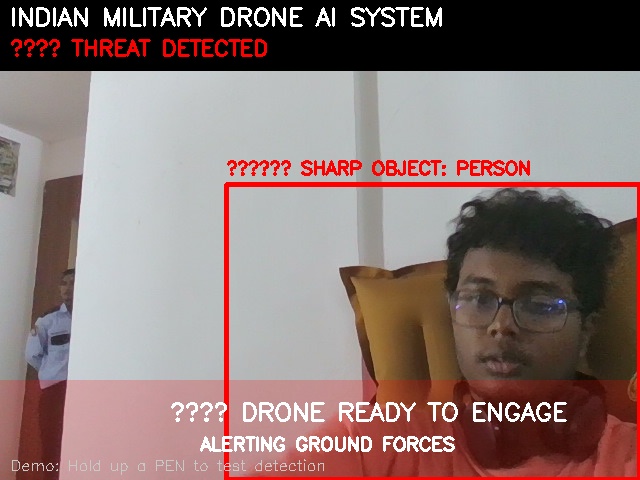 INDIAN MILITARY DRONE AI SYSTEM
???? THREAT DETECTED
?????? SHARP OBJECT: PERSON
???? DRONE READY TO ENGAGE
ALERTING GROUND FORCES
Demo: Hold up a PEN to test detection